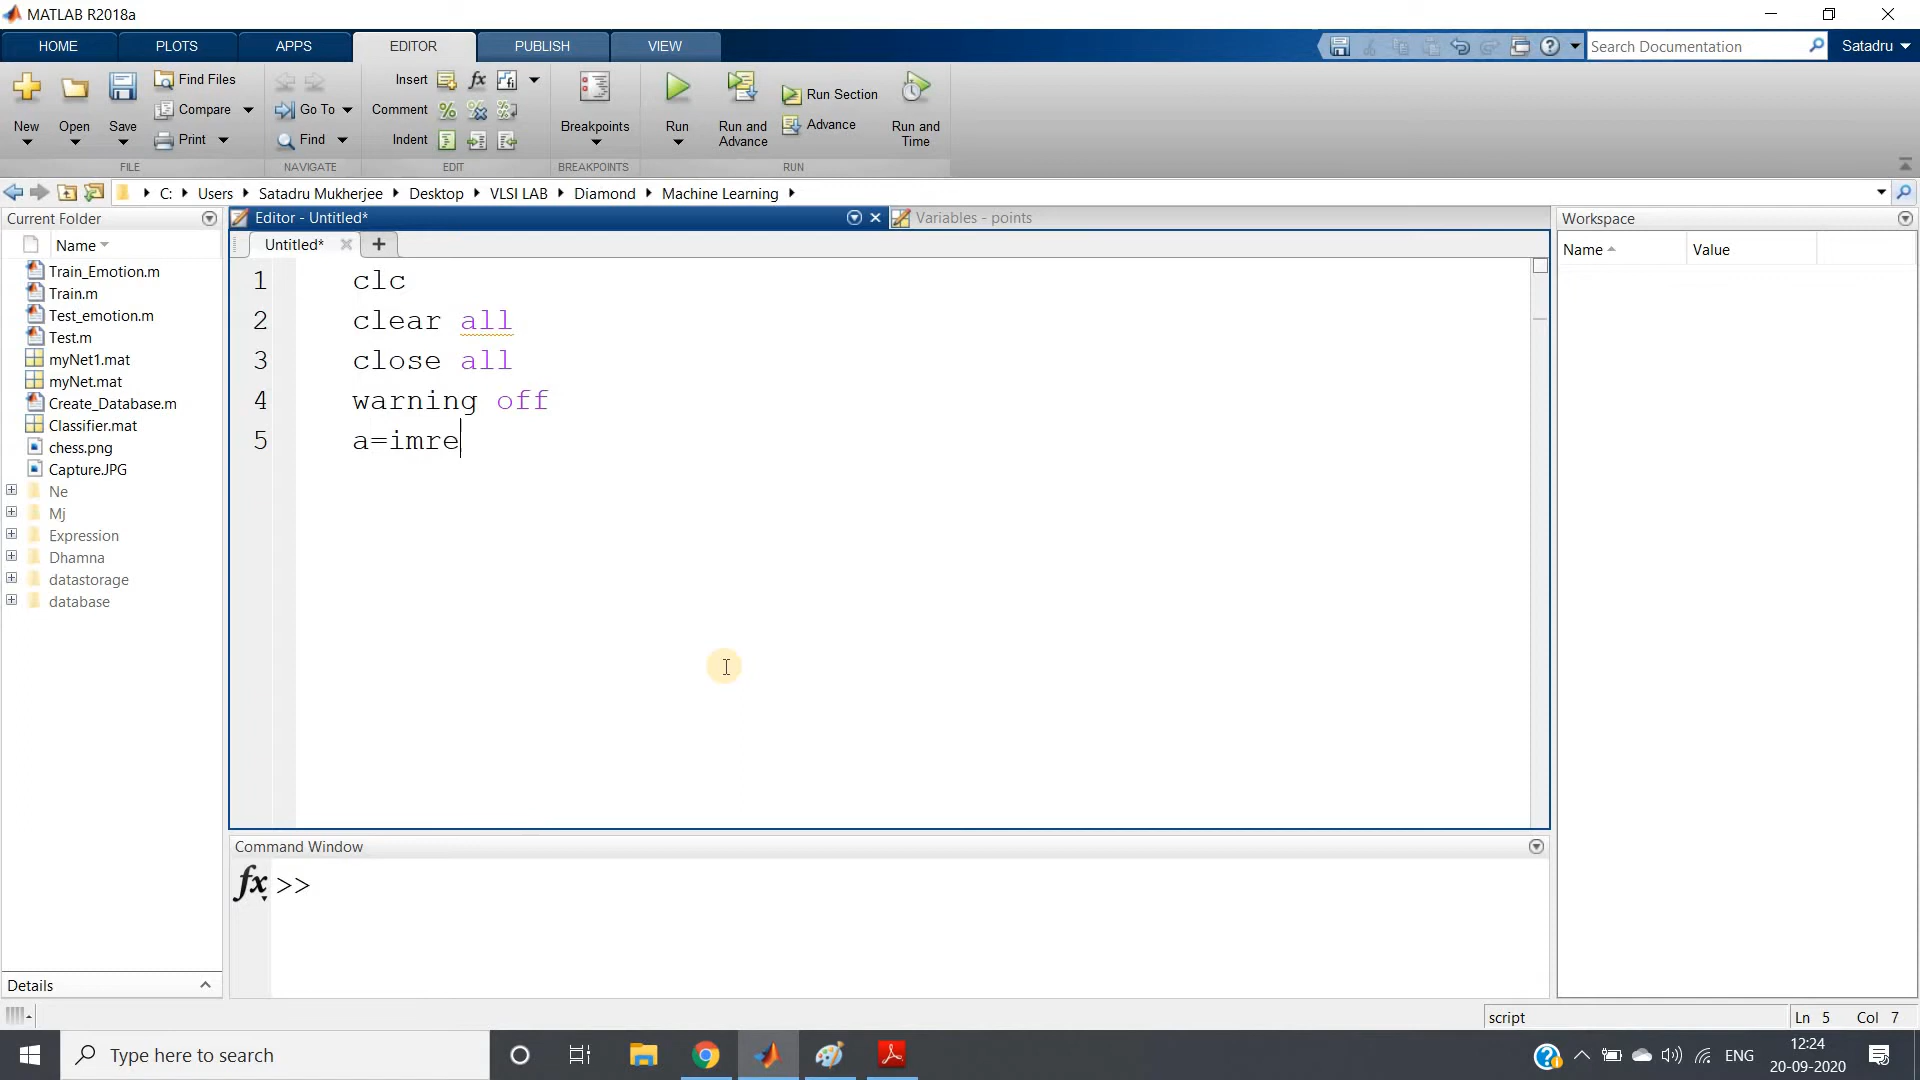 MATLAB R2018a
HOME PLOTS APPS EDITOR PUBLISH VIEW
Search Documentation
Satadru
New
Open
Save
Find Files
Compare
Print
FILE
Go To
Find
NAVIGATE
Insert
Comment
Indent
EDIT
Breakpoints
BREAKPOINTS
Run
Run and
Advance
Run Section
Advance
Run and
Time
RUN
C: Users Satadru Mukherjee Desktop VLSI LAB Diamond Machine Learning
Current Folder
Name
Train_Emotion.m
Train.m
Test_emotion.m
Test.m
myNet1.mat
myNet.mat
Create_Database.m
Classifier.mat
chess.png
Capture.JPG
Ne
Mj
Expression
Dhamna
datastorage
database
Details
Editor - Untitled*
Variables - points
Untitled*
1 clc
2 clear all
3 close all
4 warning off
5 a=imre
Command Window
fx >>
Workspace
Name Value
script Ln 5 Col 7
Type here to search
ENG
12:24
20-09-2020